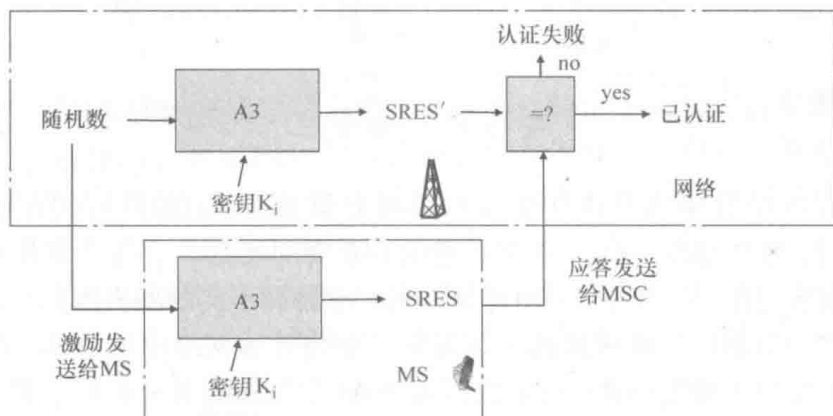 认证失败
no
随机数
A3
SRES′
=?
yes
已认证
密钥Ki
网络
A3
SRES
应答发送
给MSC
激励发
送给MS
密钥Ki
MS